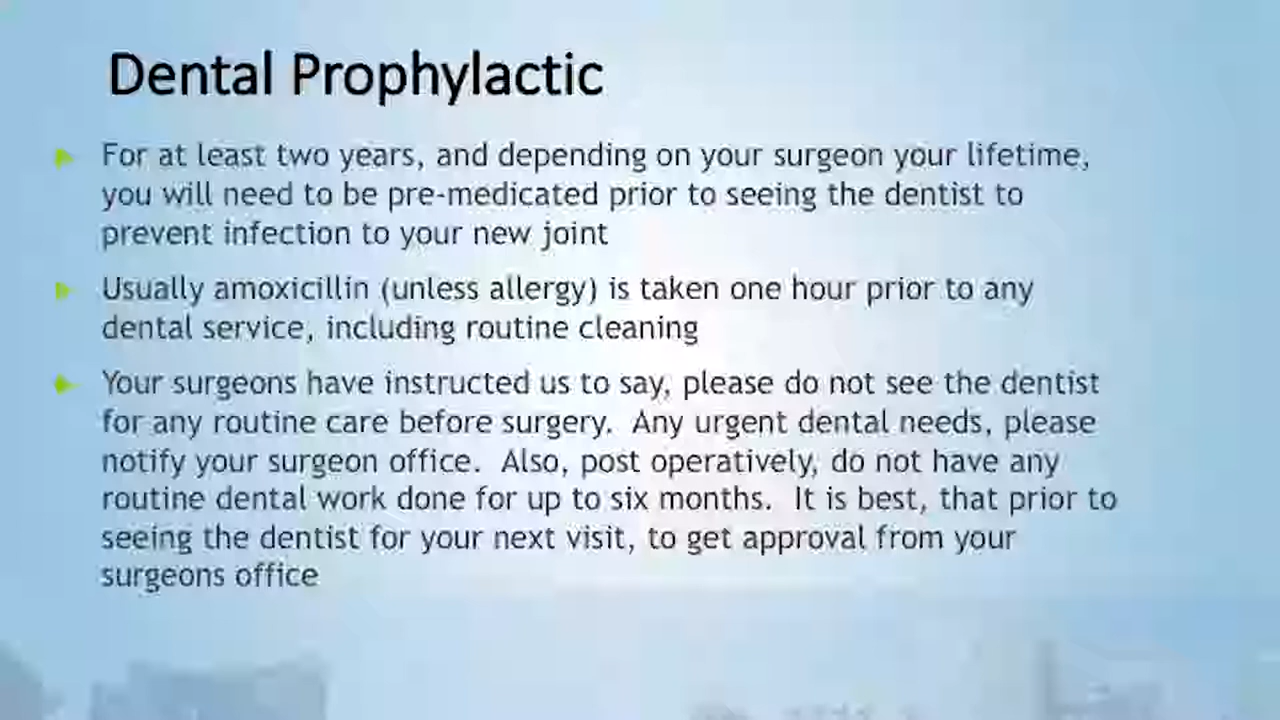 Dental Prophylactic
For at least two years, and depending on your surgeon your lifetime,
you will need to be pre-medicated prior to seeing the dentist to
prevent infection to your new joint
Usually amoxicillin (unless allergy) is taken one hour prior to any
dental service, including routine cleaning
Your surgeons have instructed us to say, please do not see the dentist
for any routine care before surgery.  Any urgent dental needs, please
notify your surgeon office.  Also, post operatively, do not have any
routine dental work done for up to six months.  It is best, that prior to
seeing the dentist for your next visit, to get approval from your
surgeons office